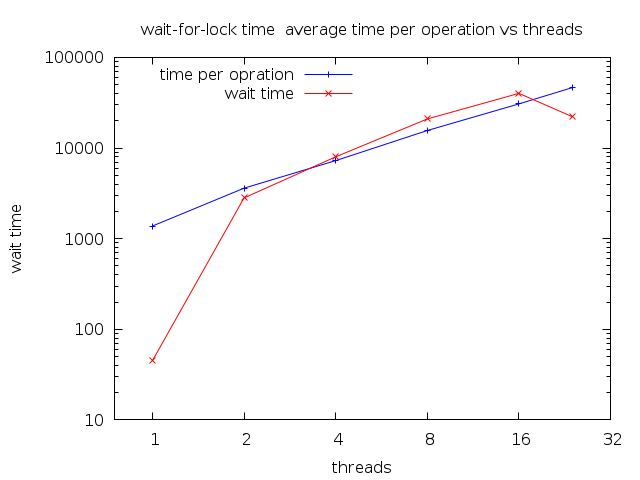 wait-for-lock time  average time per operation vs threads
100000
10000
1000
100
10
wait time
time per opration
wait time
1
2
4
8
16
32
threads